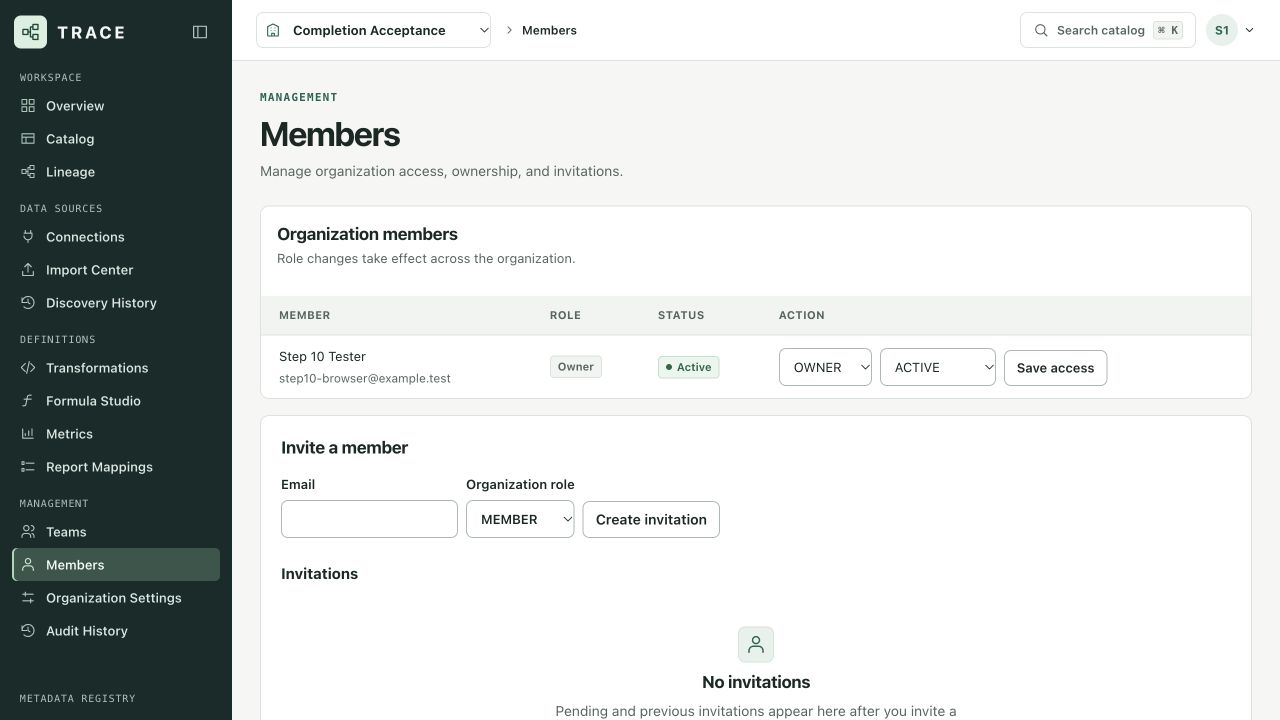 TRACE
WORKSPACE
Overview
Catalog
Lineage
DATA SOURCES
Connections
Import Center
Discovery History
DEFINITIONS
Transformations
Formula Studio
Metrics
Report Mappings
MANAGEMENT
Teams
Members
Organization Settings
Audit History
METADATA REGISTRY
Completion Acceptance
Members
Search catalog ⌘ K
S1
MANAGEMENT
Members
Manage organization access, ownership, and invitations.
Organization members
Role changes take effect across the organization.
MEMBER ROLE STATUS ACTION
Step 10 Tester
step10-browser@example.test
Owner
Active
OWNER
ACTIVE
Save access
Invite a member
Email
Organization role
MEMBER
Create invitation
Invitations
No invitations
Pending and previous invitations appear here after you invite a